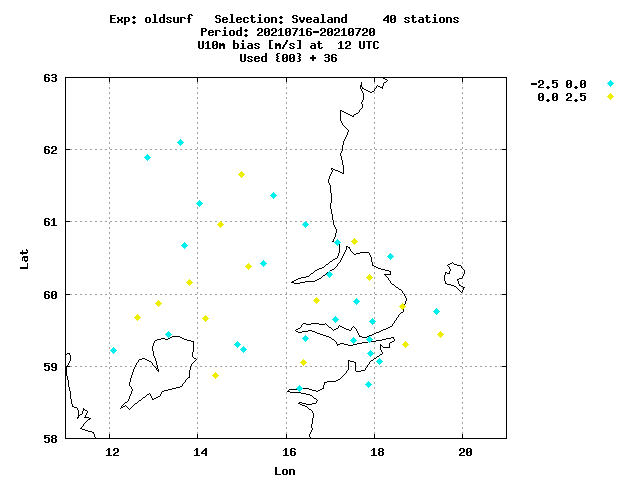 Exp: oldsurf Selection: Svealand 40 stations
Period: 20210716-20210720
U10m bias [m/s] at 12 UTC
Used {00} + 36
-2.5 0.0
0.0 2.5
63
62
61
60
59
58
Lat
12 14 16 18 20
Lon